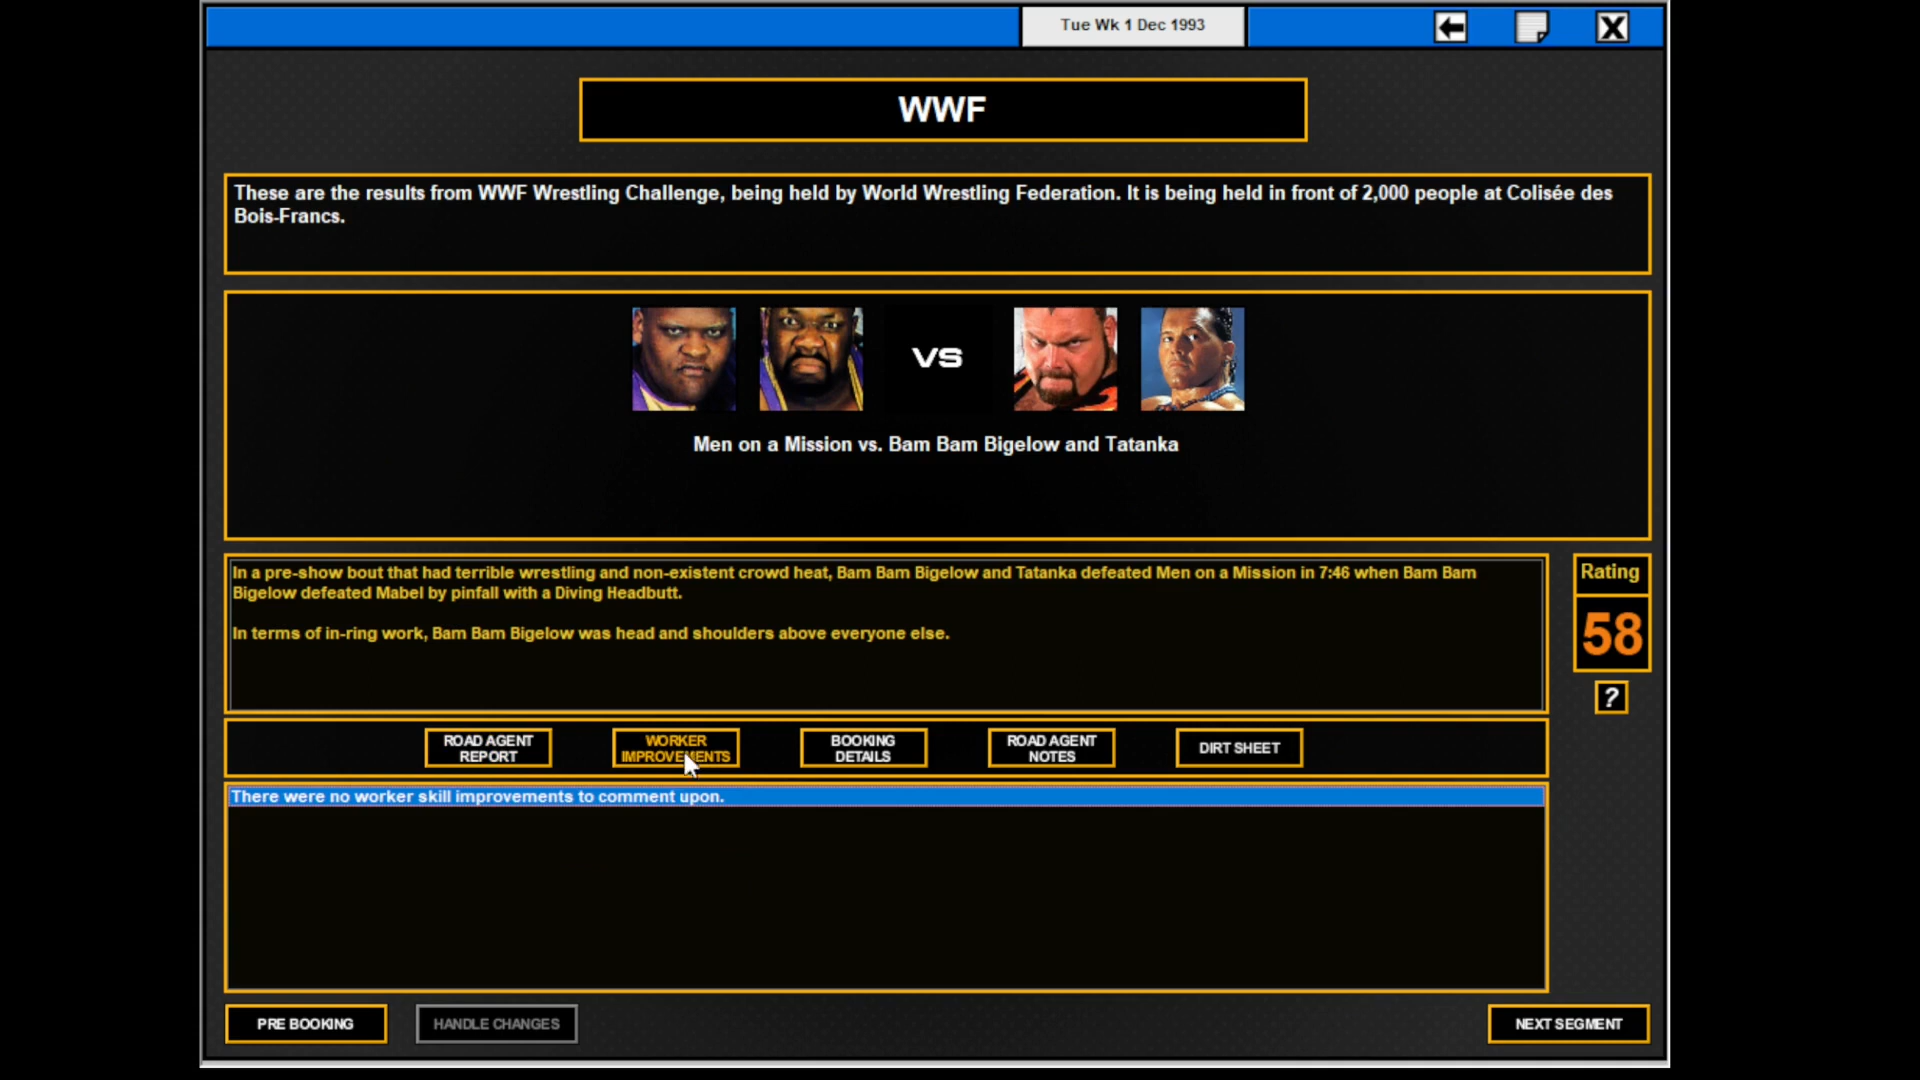 Tue Wk 1 Dec 1993
WWF
These are the results from WWF Wrestling Challenge, being held by World Wrestling Federation. It is being held in front of 2,000 people at Colisée des
Bois-Francs.
VS
Men on a Mission vs. Bam Bam Bigelow and Tatanka
In a pre-show bout that had terrible wrestling and non-existent crowd heat, Bam Bam Bigelow and Tatanka defeated Men on a Mission in 7:46 when Bam Bam
Bigelow defeated Mabel by pinfall with a Diving Headbutt.
In terms of in-ring work, Bam Bam Bigelow was head and shoulders above everyone else.
Rating
58
?
ROAD AGENT
REPORT
WORKER
IMPROVEMENTS
BOOKING
DETAILS
ROAD AGENT
NOTES
DIRT SHEET
There were no worker skill improvements to comment upon.
PRE BOOKING
HANDLE CHANGES
NEXT SEGMENT